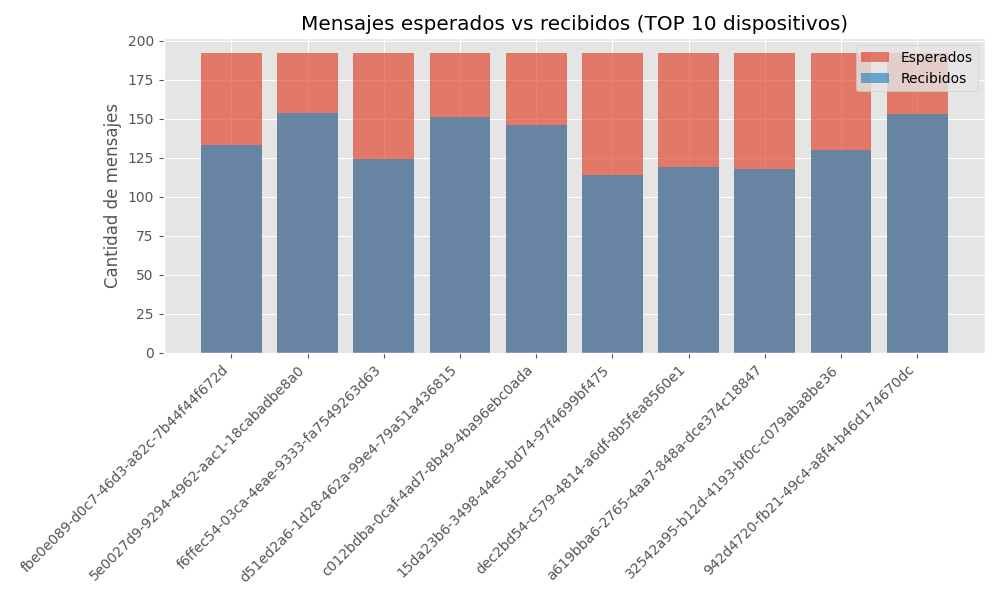 Mensajes esperados vs recibidos (TOP 10 dispositivos)
Cantidad de mensajes
200
175
150
125
100
75
50
25
0
Esperados
Recibidos
fbe0e089-d0c7-46d3-a82c-7b44f44f672d
5e0027d9-9294-4962-aac1-18cabadbe8a0
f6ffec54-03ca-4eae-9333-fa7549263d63
d51ed2a6-1d28-462a-99e4-79a51a436815
c012bdba-0caf-4ad7-8b49-4ba96ebc0ada
15da23b6-3498-44e5-bd74-97f4699bf475
dec2bd54-c579-4814-a6df-8b5fea8560e1
a619bba6-2765-4aa7-848a-dce374c18847
32542a95-b12d-4193-bf0c-c079aba8be36
942d4720-fb21-49c4-a8f4-b46d174670dc